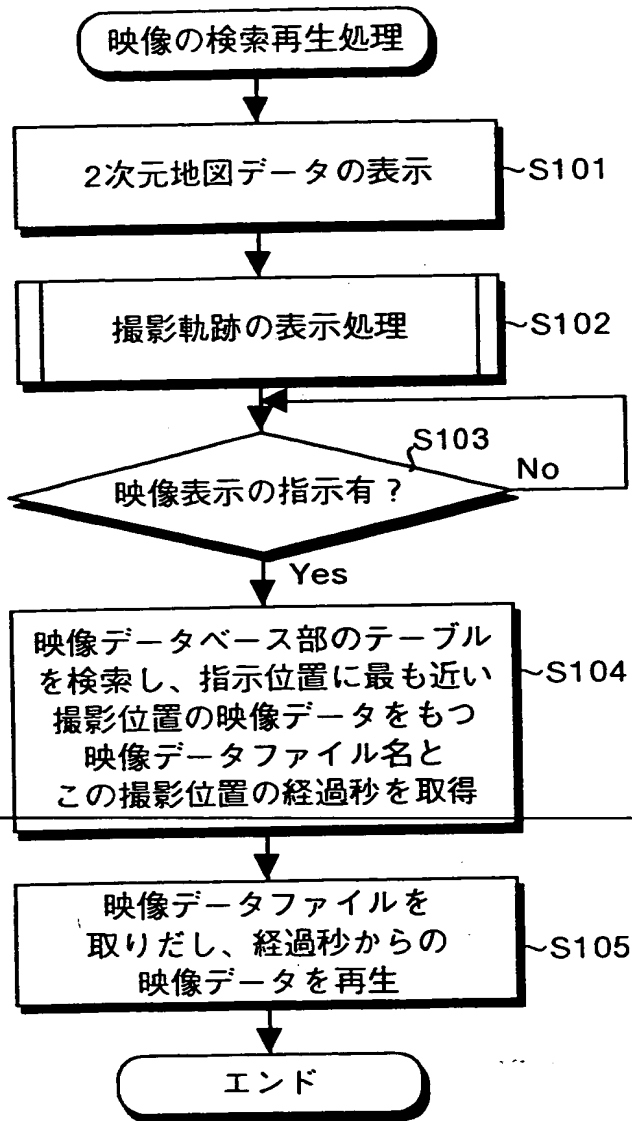 映像の検索再生処理
2次元地図データの表示
S101
撮影軌跡の表示処理
S102
S103
映像表示の指示有？
No
Yes
映像データベース部のテーブル
を検索し、指示位置に最も近い
撮影位置の映像データをもつ
映像データファイル名と
この撮影位置の経過秒を取得
S104
映像データファイルを
取りだし、経過秒からの
映像データを再生
S105
エンド